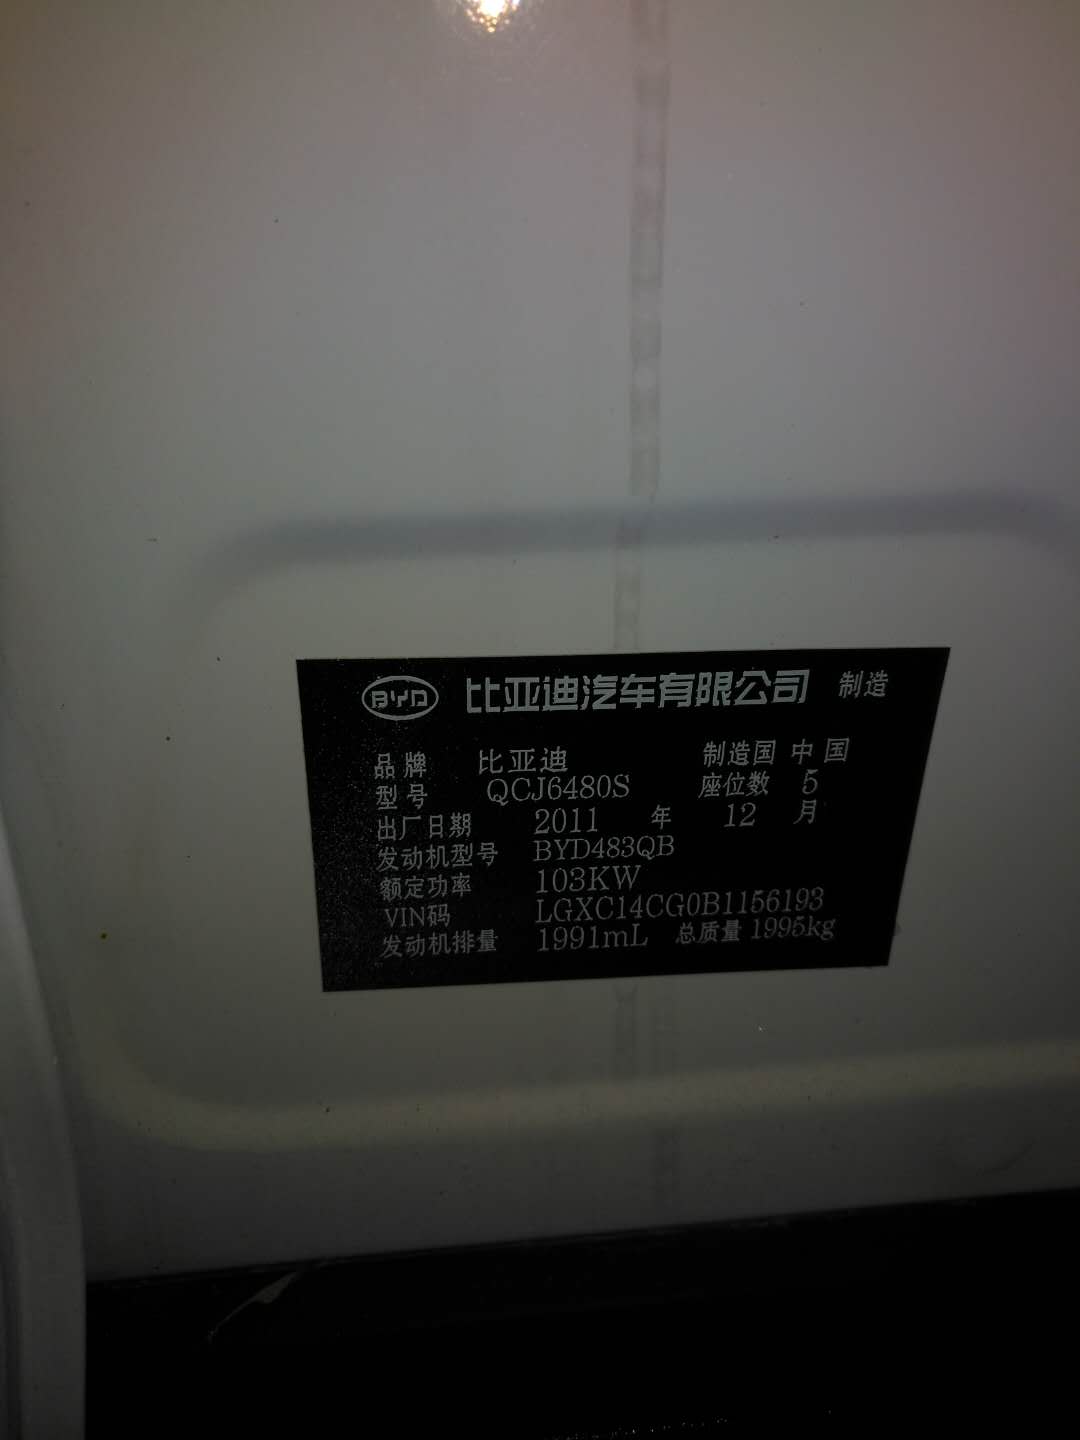 BYD 比亚迪汽车有限公司 制造
品牌 比亚迪 制造国 中国
型号 QCJ6480S 座位数 5
出厂日期 2011 年 12 月
发动机型号 BYD483QB
额定功率 103KW
VIN码 LGXC14CG0B1156193
发动机排量 1991mL 总质量 1995kg